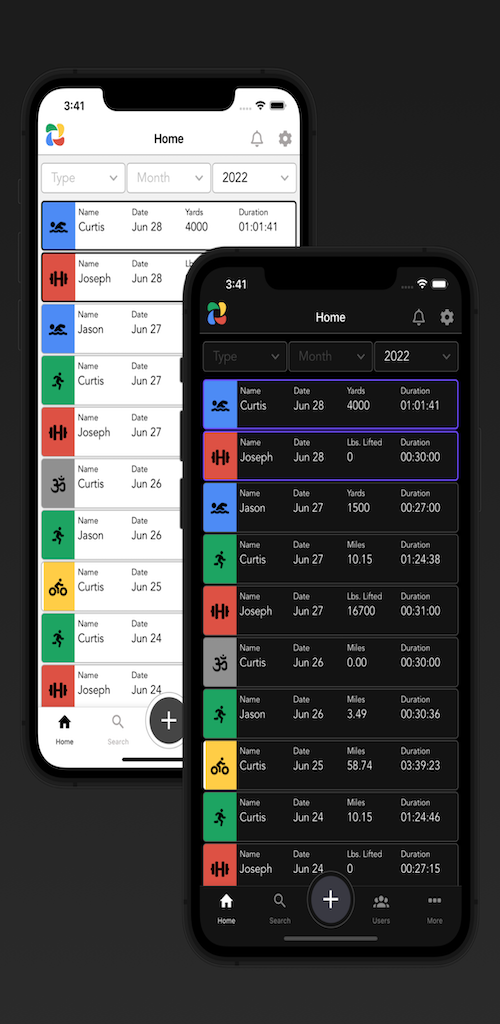 3:41
Home
Type
Month
2022
Name Date Yards Duration
Curtis Jun 28 4000 01:01:41
Name Date Lbs.
Joseph Jun 28
Name Date
Jason Jun 27
Name Date
Curtis Jun 27
Name Date
Joseph Jun 27
Name Date
Curtis Jun 26
Name Date
Jason Jun 26
Name Date
Curtis Jun 25
Name Date
Curtis Jun 24
Name Date
Joseph Jun 24
Home
Search
3:41
Home
Type
Month
2022
Name Date Yards Duration
Curtis Jun 28 4000 01:01:41
Name Date Lbs. Lifted Duration
Joseph Jun 28 0 00:30:00
Name Date Yards Duration
Jason Jun 27 1500 00:27:00
Name Date Miles Duration
Curtis Jun 27 10.15 01:24:38
Name Date Lbs. Lifted Duration
Joseph Jun 27 16700 00:31:00
Name Date Miles Duration
Curtis Jun 26 0.00 00:30:00
Name Date Miles Duration
Jason Jun 26 3.49 00:30:36
Name Date Miles Duration
Curtis Jun 25 58.74 03:39:23
Name Date Miles Duration
Curtis Jun 24 10.15 01:24:46
Name Date Lbs. Lifted Duration
Joseph Jun 24 0 00:27:15
Home
Search
Users
More